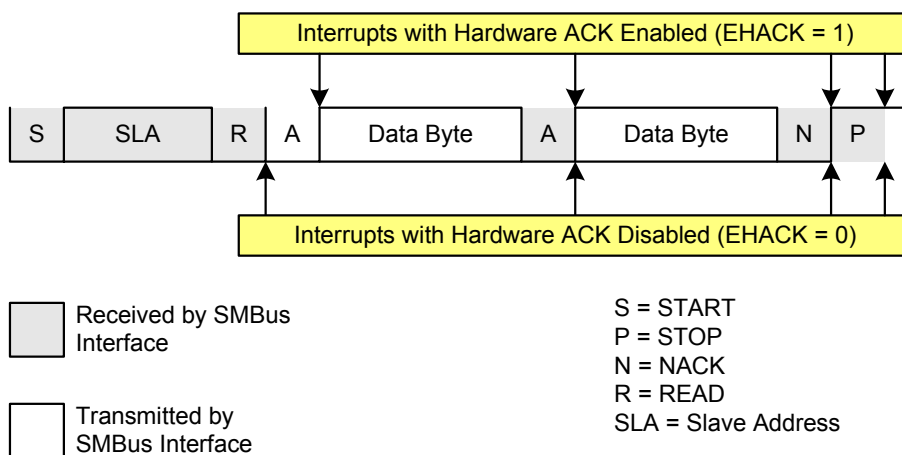 Interrupts with Hardware ACK Enabled (EHACK = 1)
S SLA R A Data Byte A Data Byte N P
Interrupts with Hardware ACK Disabled (EHACK = 0)
Received by SMBus
Interface
Transmitted by
SMBus Interface
S = START
P = STOP
N = NACK
R = READ
SLA = Slave Address